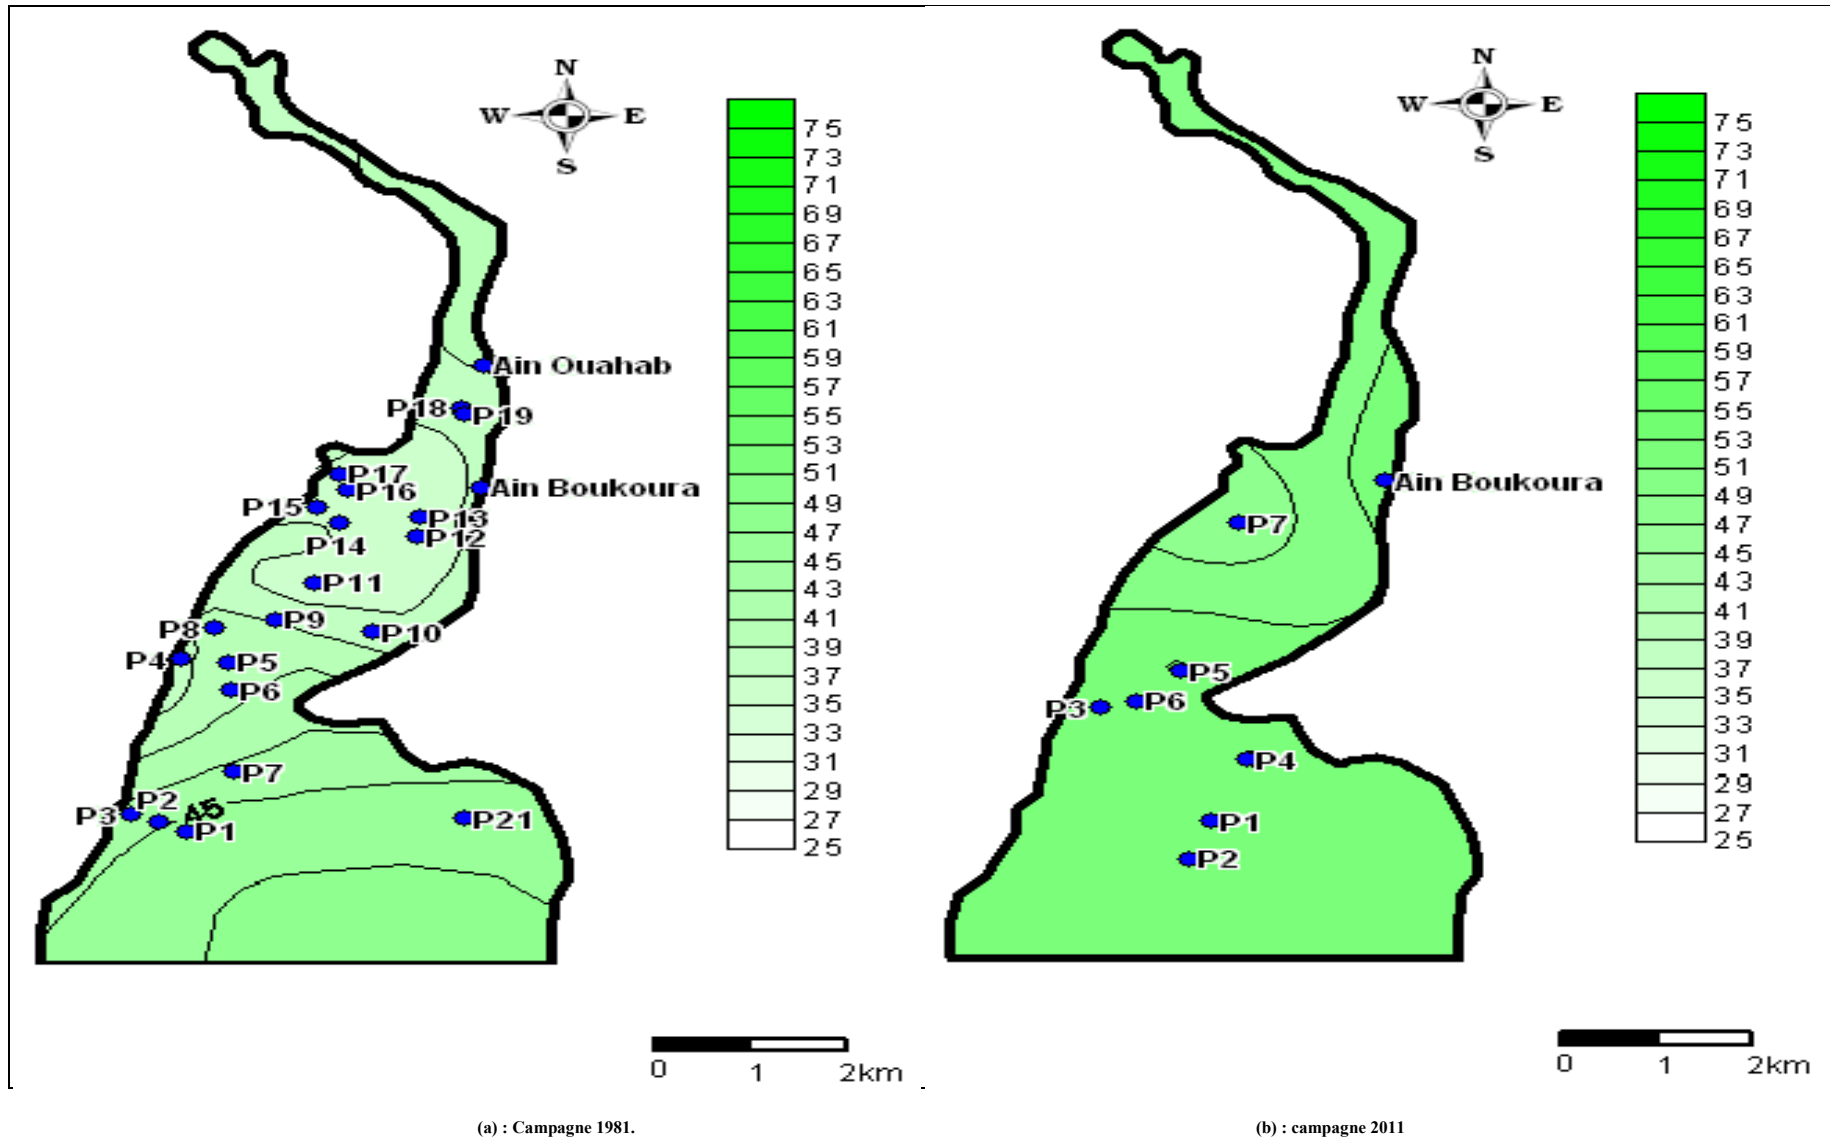 N
W E
S
75
73
71
69
67
65
63
61
59
57
55
53
51
49
47
45
43
41
39
37
35
33
31
29
27
25
Ain Ouahab
P18
P19
P17
P16
Ain Boukoura
P15
P13
P12
P14
P11
P9
P8
P10
P4
P5
P6
P7
P2
P3
45
P1
P21
0 1 2km
(a) : Campagne 1981.
N
W E
S
75
73
71
69
67
65
63
61
59
57
55
53
51
49
47
45
43
41
39
37
35
33
31
29
27
25
Ain Boukoura
P7
P5
P6
P3
P4
P1
P2
0 1 2km
(b) : campagne 2011